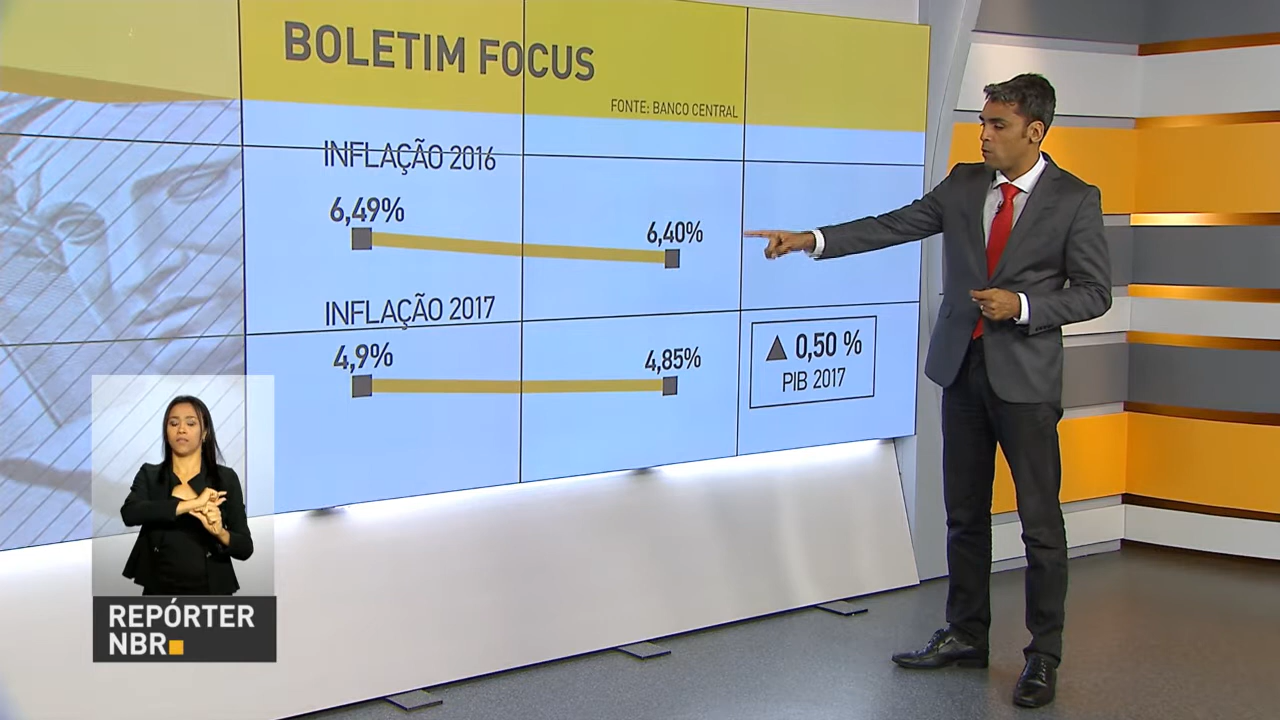 BOLETIM FOCUS
FONTE: BANCO CENTRAL
INFLAÇÃO 2016
6,49%
6,40%
INFLAÇÃO 2017
4,9%
4,85%
▲ 0,50 %
PIB 2017
REPÓRTER
NBR